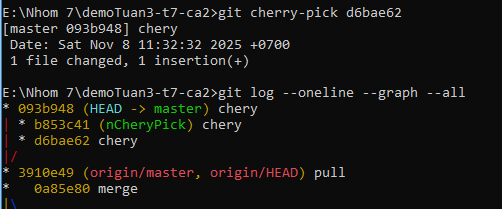 E:\Nhom 7\demoTuan3-t7-ca2>git cherry-pick d6bae62
[master 093b948] chery
 Date: Sat Nov 8 11:32:32 2025 +0700
 1 file changed, 1 insertion(+)

E:\Nhom 7\demoTuan3-t7-ca2>git log --oneline --graph --all
* 093b948 (HEAD -> master) chery
| * b853c41 (nCheryPick) chery
| * d6bae62 chery
|/
* 3910e49 (origin/master, origin/HEAD) pull
*   0a85e80 merge
|\